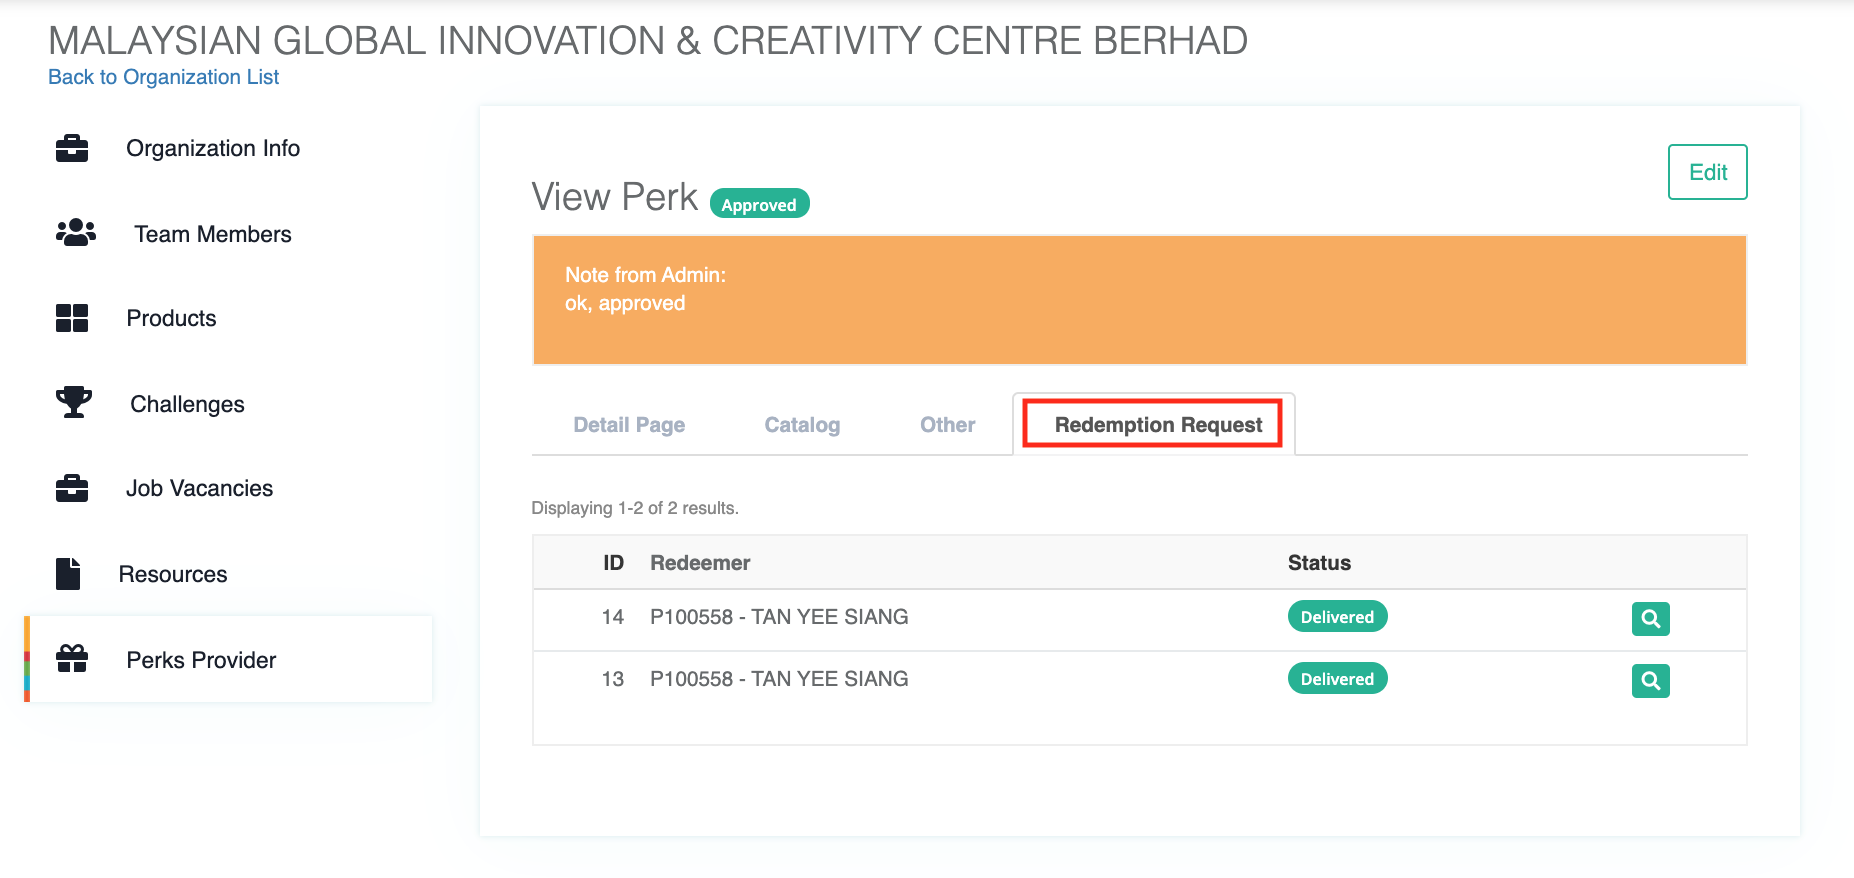 MALAYSIAN GLOBAL INNOVATION & CREATIVITY CENTRE BERHAD
Back to Organization List
Organization Info
Team Members
Products
Challenges
Job Vacancies
Resources
Perks Provider
Edit
View Perk Approved
Note from Admin:
ok, approved
Detail Page Catalog Other Redemption Request
Displaying 1-2 of 2 results.
ID Redeemer Status
14 P100558 - TAN YEE SIANG Delivered
13 P100558 - TAN YEE SIANG Delivered